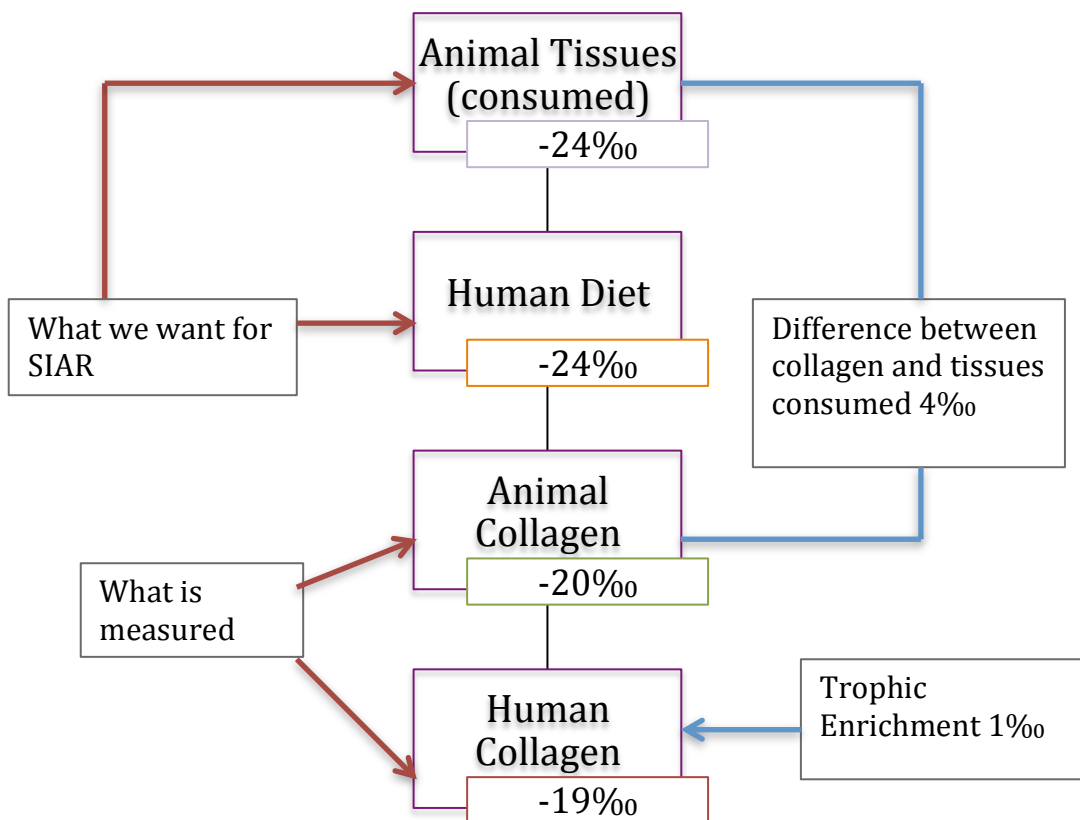 Animal Tissues
(consumed)
-24‰
Human Diet
-24‰
What we want for
SIAR
Difference between
collagen and tissues
consumed 4‰
Animal
Collagen
-20‰
What is
measured
Human
Collagen
-19‰
Trophic
Enrichment 1‰